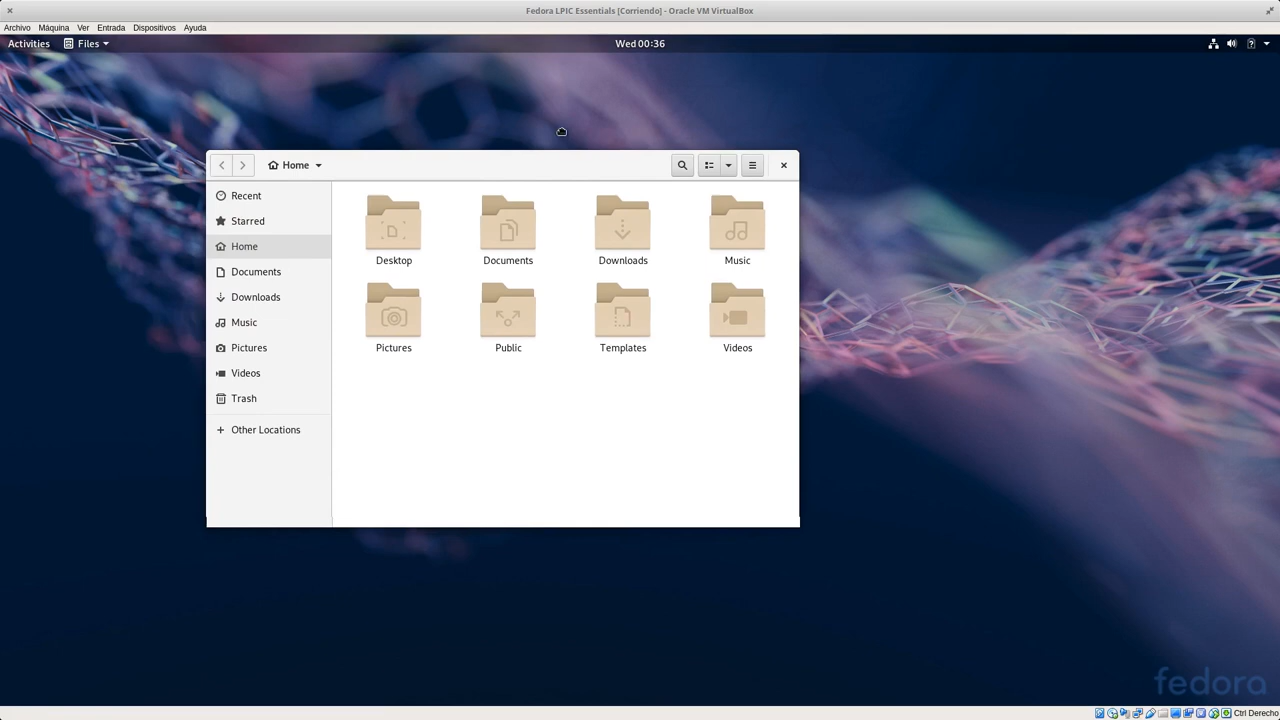 Fedora LPIC Essentials [Corriendo] - Oracle VM VirtualBox
Archivo Máquina Ver Entrada Dispositivos Ayuda
Activities Files Wed 00:36
Home
Recent
Starred
Home
Documents
Downloads
Music
Pictures
Videos
Trash
Other Locations
Desktop Documents Downloads Music
Pictures Public Templates Videos
fedora
Ctrl Derecho